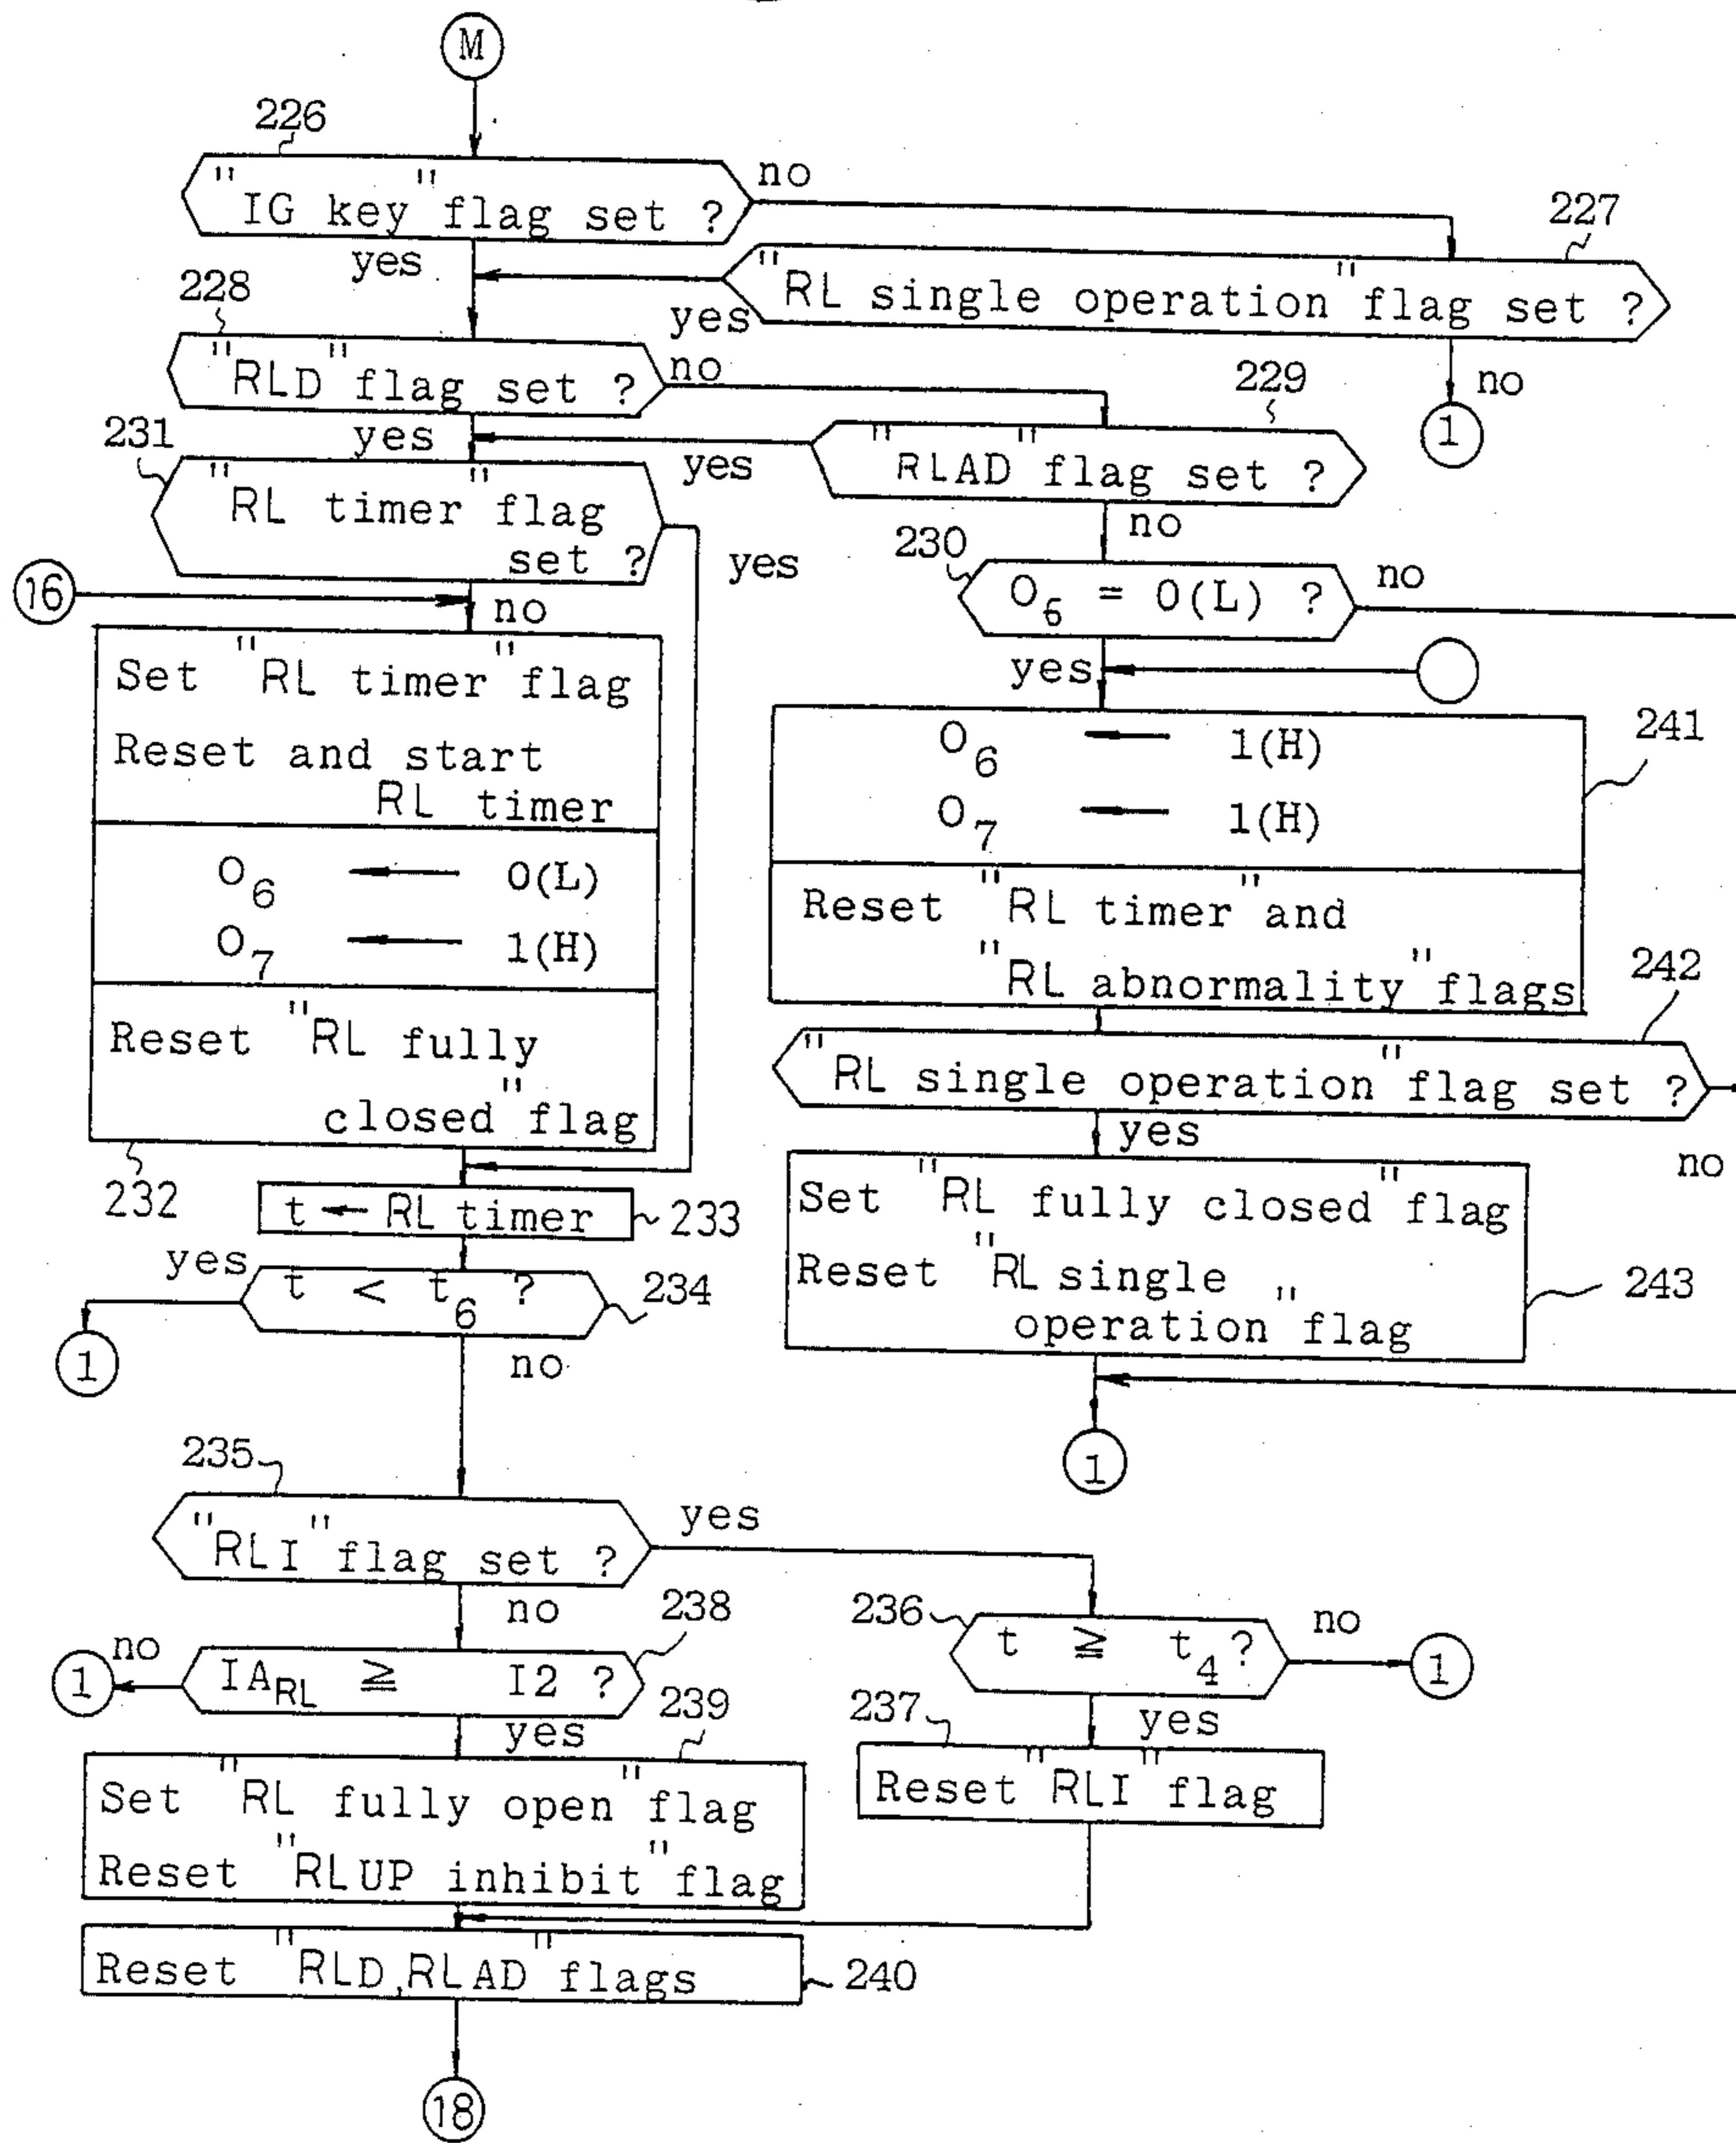 M
226
"IG key" flag set ?
no
227
yes
"RL single operation" flag set ?
yes
no
1
228
"RLD" flag set ?
no
229
yes
"RLAD" flag set ?
yes
no
231
"RL timer" flag
set ?
yes
no
16
230
O6 = 0(L) ?
no
yes
Set "RL timer" flag
Reset and start
RL timer
O6 ← 0(L)
O7 ← 1(H)
Reset "RL fully
closed" flag
232
241
O6 ← 1(H)
O7 ← 1(H)
Reset "RL timer" and
"RL abnormality" flags
242
"RL single operation" flag set ?
yes
no
Set "RL fully closed" flag
Reset "RL single
operation" flag
243
1
t ← RL timer
233
yes
t < t6 ?
234
1
no
235
"RLI" flag set ?
yes
no
236
t ≧ t4 ?
no
1
yes
237
Reset "RLI" flag
238
no
IARL ≧ I2 ?
1
yes
239
Set "RL fully open" flag
Reset "RLUP inhibit" flag
Reset "RLD,RLAD" flags
240
18